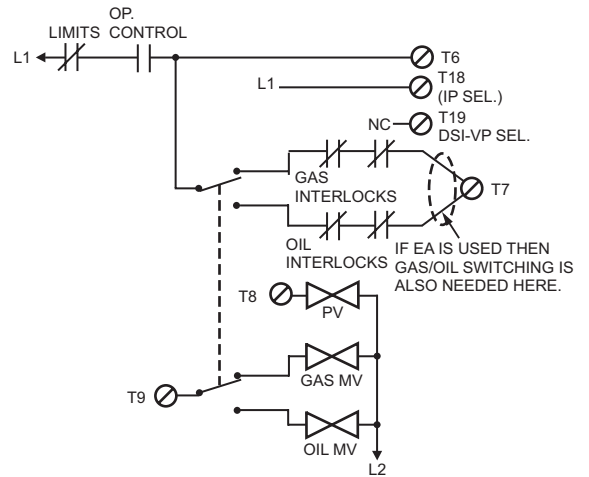 OP.
LIMITS CONTROL
L1
T6
L1
T18
(IP SEL.)
NC
T19
DSI-VP SEL.
GAS
INTERLOCKS
T7
OIL
INTERLOCKS
IF EA IS USED THEN
GAS/OIL SWITCHING IS
ALSO NEEDED HERE.
T8
PV
GAS MV
T9
OIL MV
L2